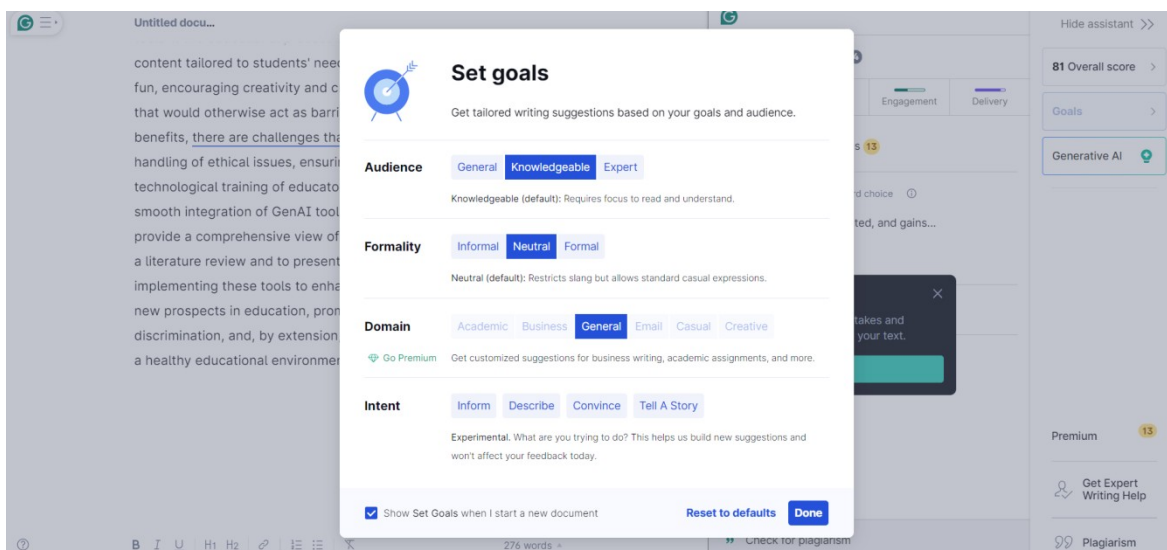 Untitled docu...
Hide assistant
content tailored to students' need
fun, encouraging creativity and c
that would otherwise act as barri
benefits, there are challenges tha
handling of ethical issues, ensuri
technological training of educato
smooth integration of GenAI tool
provide a comprehensive view of
a literature review and to present
implementing these tools to enha
new prospects in education, pron
discrimination, and, by extension
a healthy educational environmen
Set goals
Get tailored writing suggestions based on your goals and audience.
Audience
General Knowledgeable Expert
Knowledgeable (default): Requires focus to read and understand.
Formality
Informal Neutral Formal
Neutral (default): Restricts slang but allows standard casual expressions.
Domain
Academic Business General Email Casual Creative
Go Premium
Get customized suggestions for business writing, academic assignments, and more.
Intent
Inform Describe Convince Tell A Story
Experimental. What are you trying to do? This helps us build new suggestions and
won't affect your feedback today.
Show Set Goals when I start a new document
Reset to defaults
Done
Engagement
Delivery
s 13
d choice
ted, and gains...
takes and
your text.
81 Overall score
Goals
Generative AI
Premium 13
Get Expert
Writing Help
Plagiarism
B I U H1 H2
276 words
Check for plagiarism